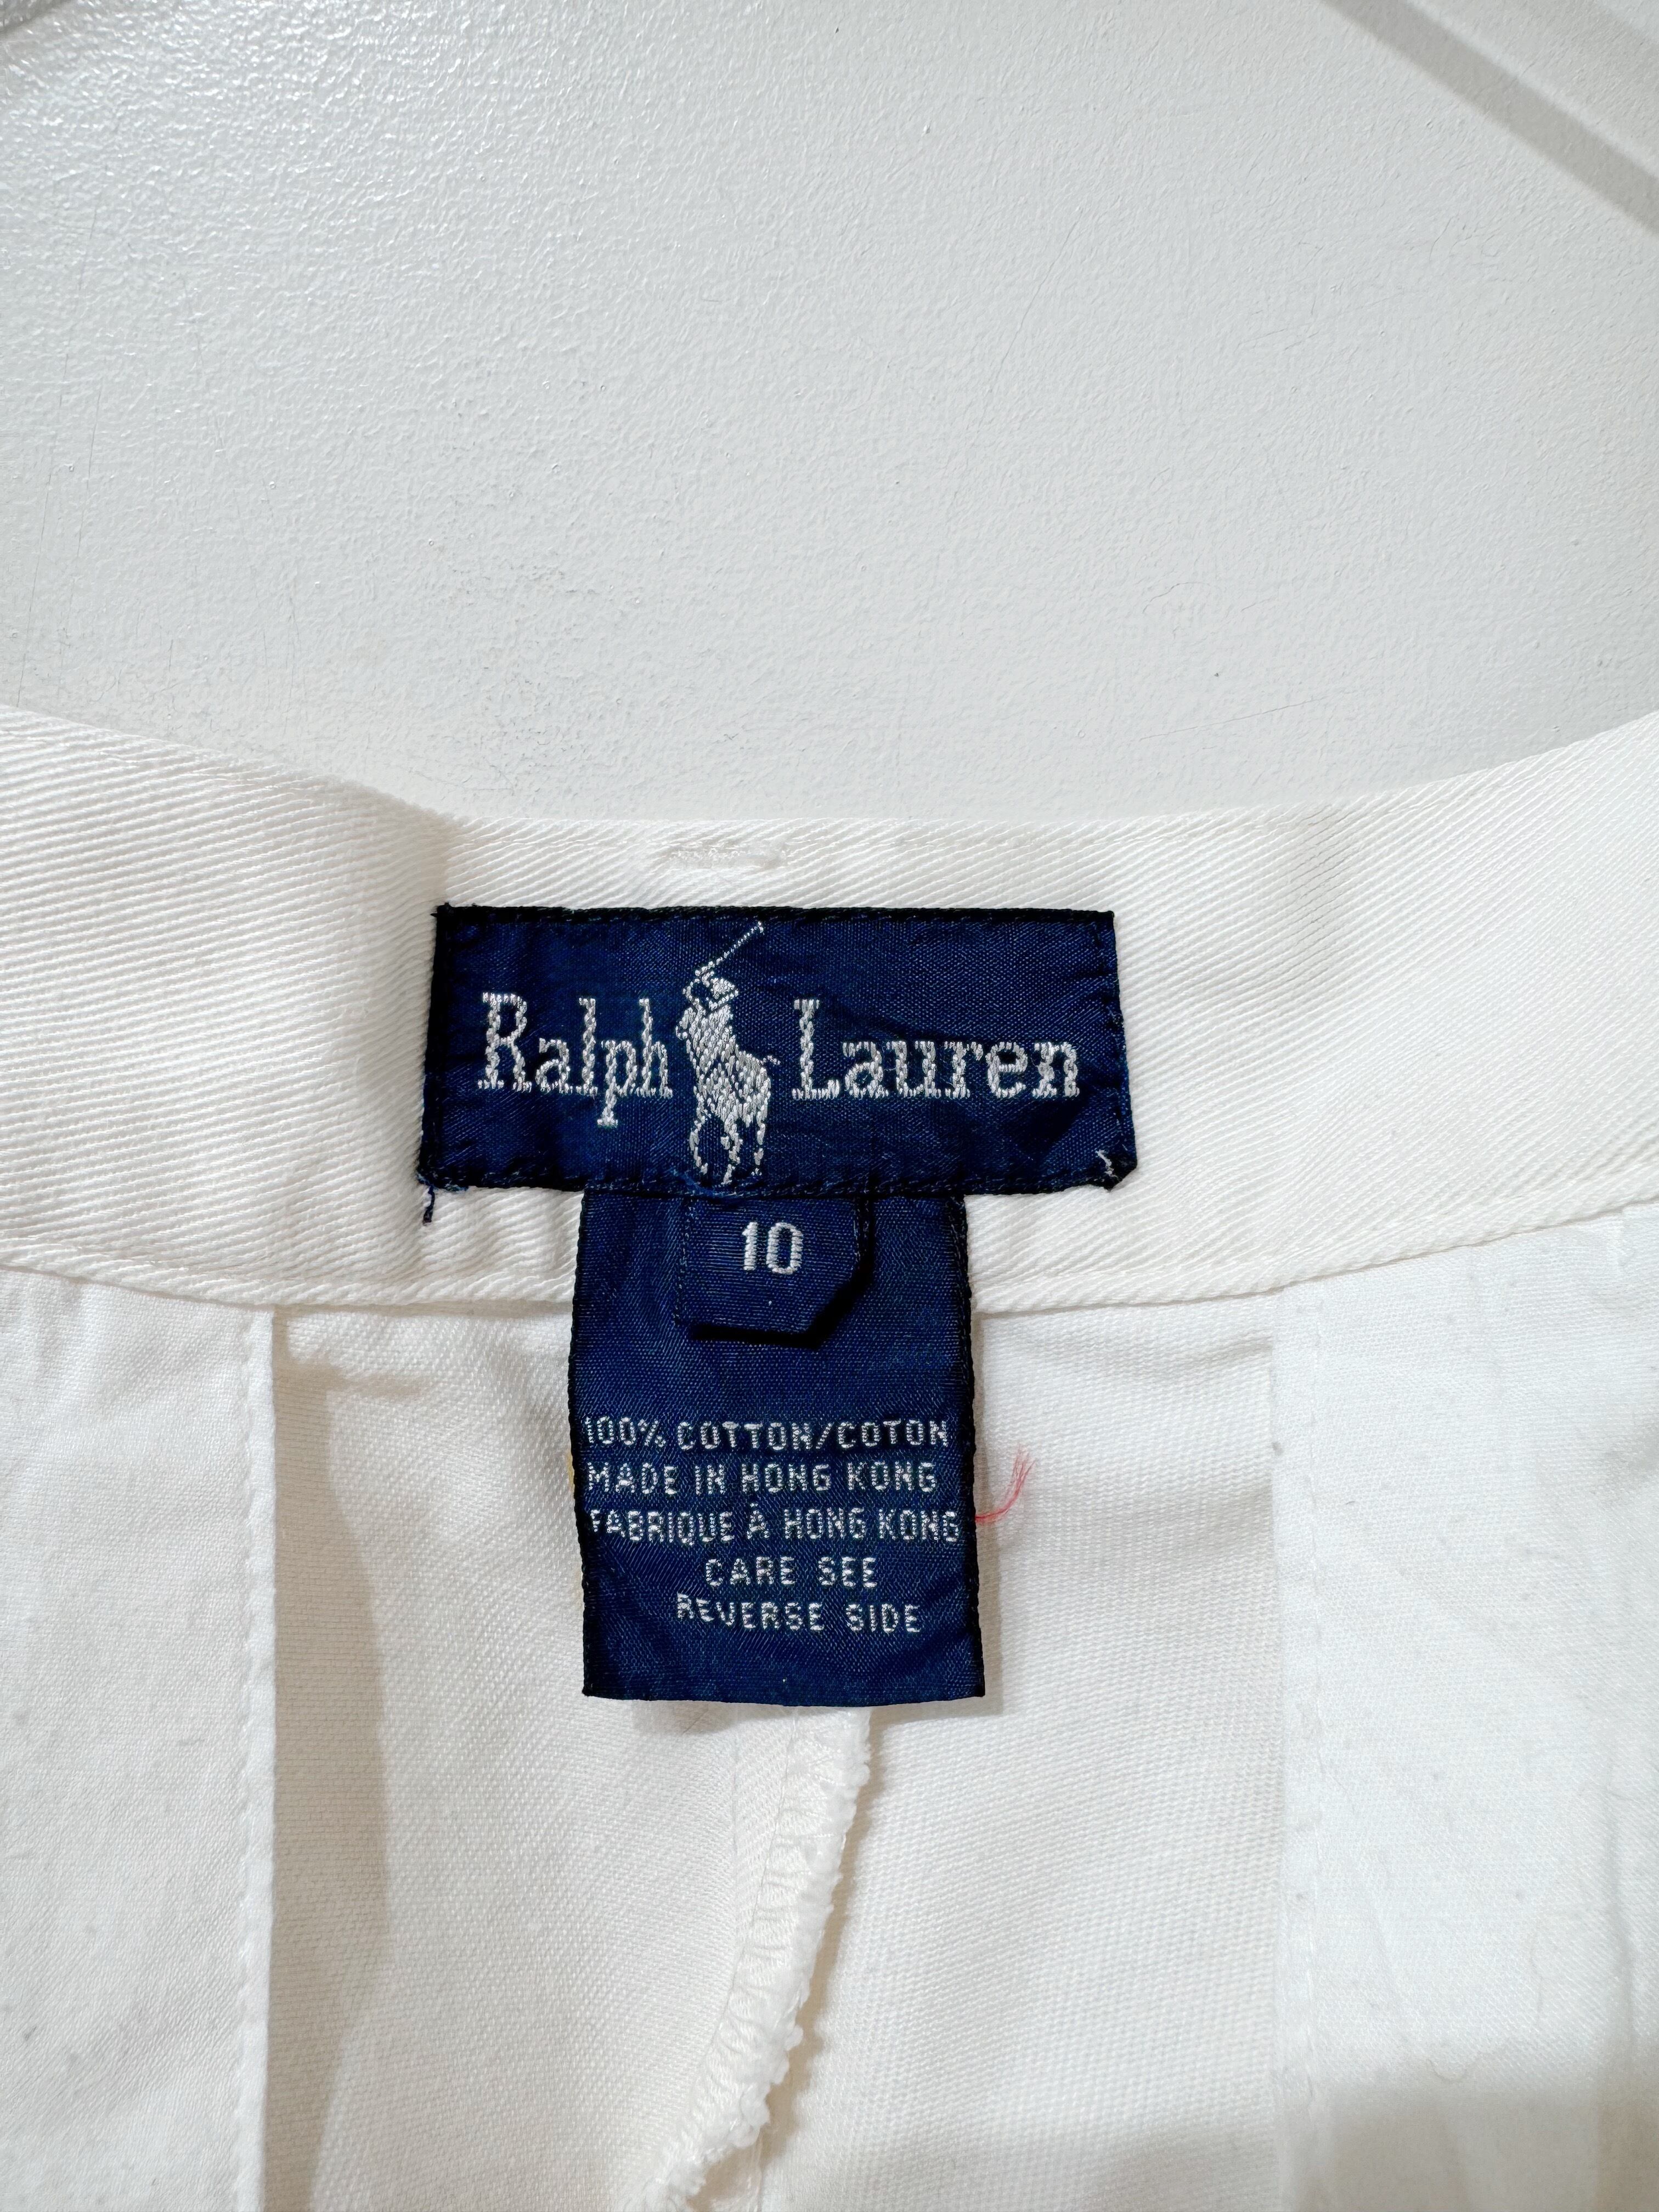 Ralph Lauren
10
100% COTTON/COTON
MADE IN HONG KONG
FABRIQUE À HONG KONG
CARE SEE
REVERSE SIDE